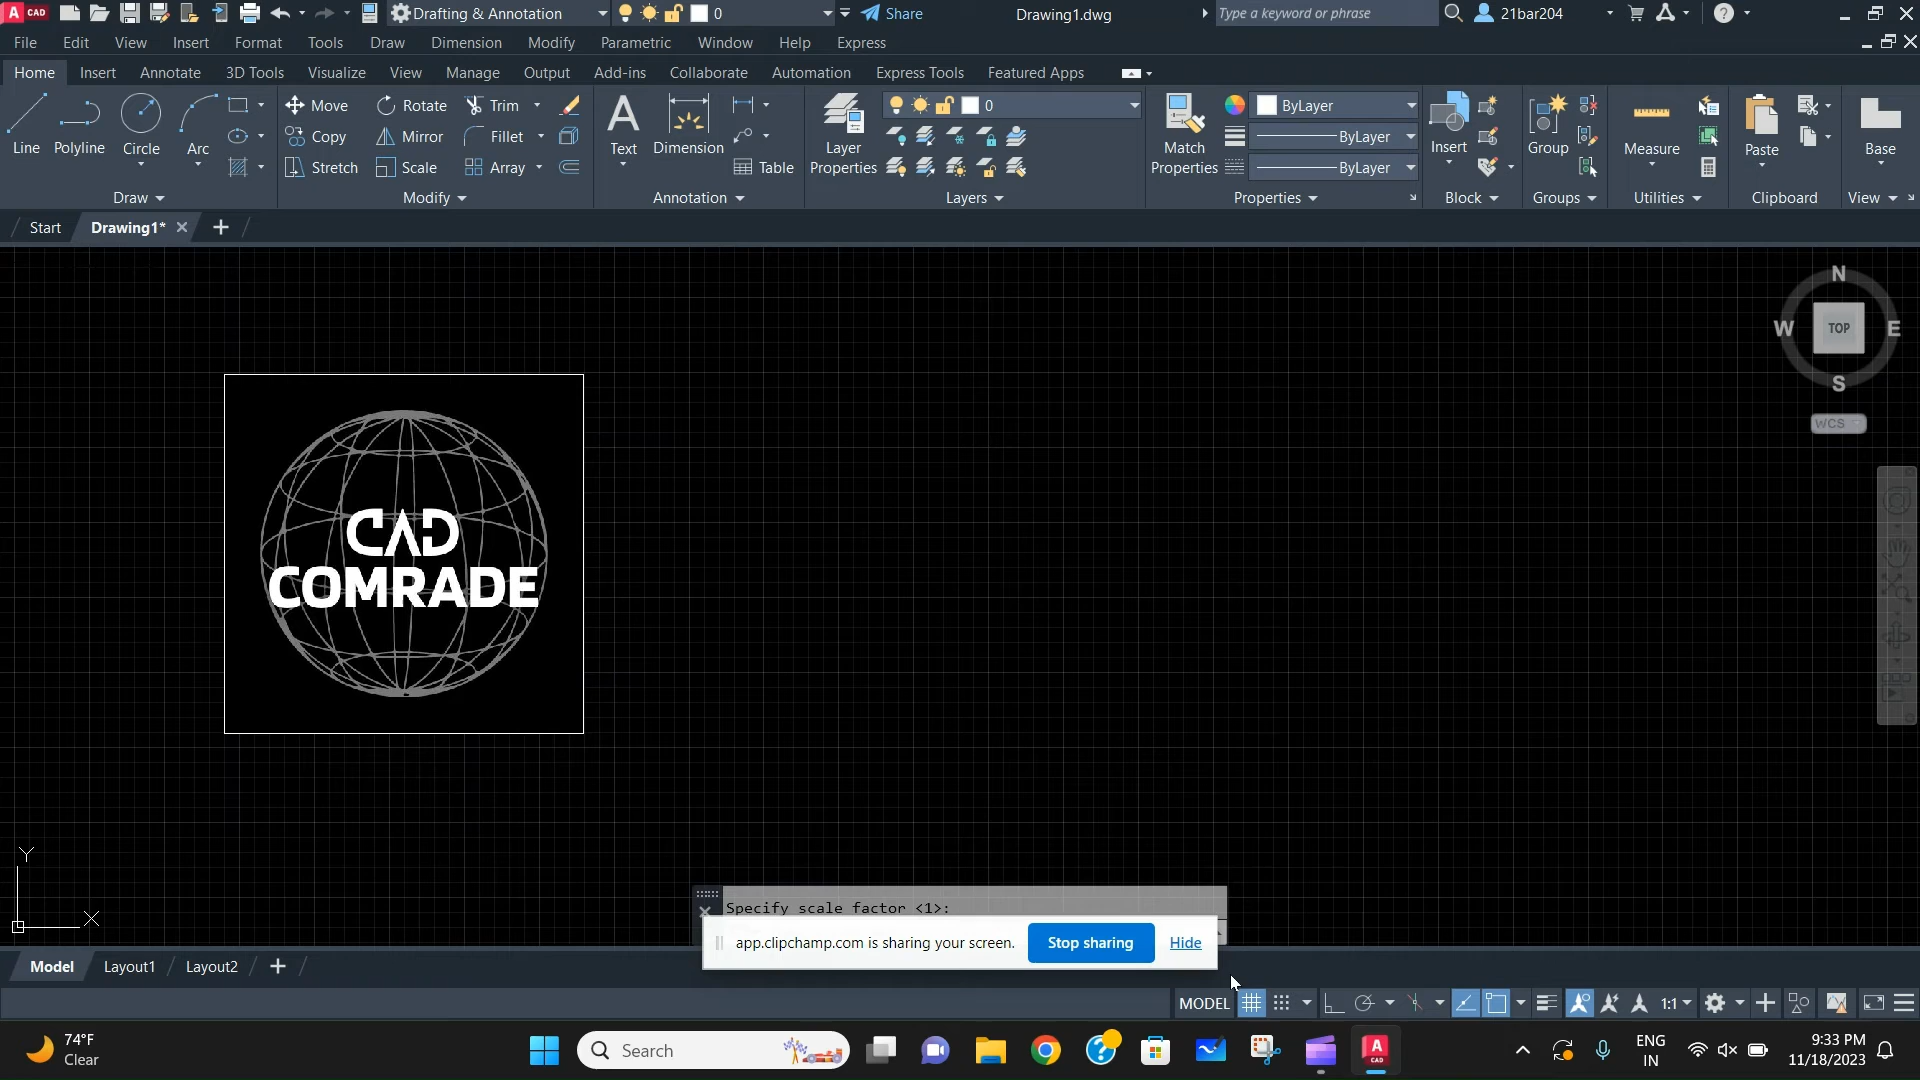 A CAD Drafting & Annotation 0 Share Drawing1.dwg Type a keyword or phrase 21bar204
File Edit View Insert Format Tools Draw Dimension Modify Parametric Window Help Express
Home Insert Annotate 3D Tools Visualize View Manage Output Add-ins Collaborate Automation Express Tools Featured Apps
Line Polyline Circle Arc
Move Rotate Trim
Copy Mirror Fillet
Stretch Scale Array
Text Dimension Table
Layer Properties
0
Match Properties
ByLayer
ByLayer
ByLayer
Insert Group Measure Paste Base
Draw Modify Annotation Layers Properties Block Groups Utilities Clipboard View
Start Drawing1*
N
W TOP E
S
WCS
CAD
COMRADE
Y
X
Specify scale factor <1>:
app.clipchamp.com is sharing your screen. Stop sharing Hide
Model Layout1 Layout2
MODEL 1:1
74°F
Clear
Search
A CAD
ENG
IN
9:33 PM
11/18/2023